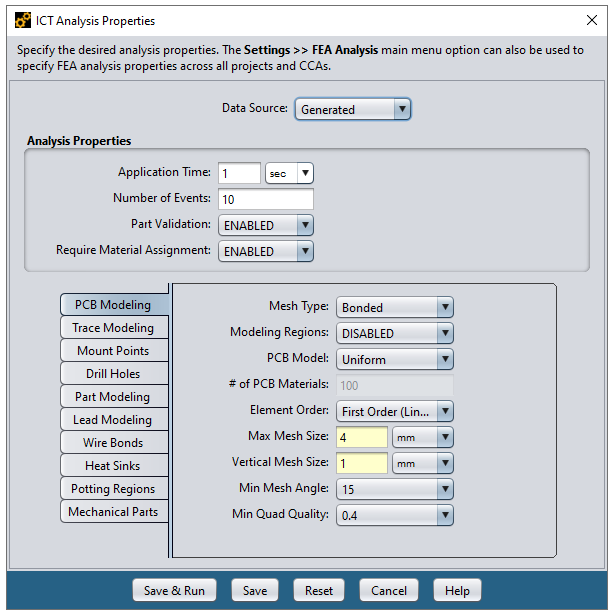 ICT Analysis Properties
Specify the desired analysis properties. The Settings >> FEA Analysis main menu option can also be used to
specify FEA analysis properties across all projects and CCAs.
Data Source: Generated
Analysis Properties
Application Time: 1 sec
Number of Events: 10
Part Validation: ENABLED
Require Material Assignment: ENABLED
PCB Modeling
Trace Modeling
Mount Points
Drill Holes
Part Modeling
Lead Modeling
Wire Bonds
Heat Sinks
Potting Regions
Mechanical Parts
Mesh Type: Bonded
Modeling Regions: DISABLED
PCB Model: Uniform
# of PCB Materials: 100
Element Order: First Order (Lin...
Max Mesh Size: 4 mm
Vertical Mesh Size: 1 mm
Min Mesh Angle: 15
Min Quad Quality: 0.4
Save & Run Save Reset Cancel Help